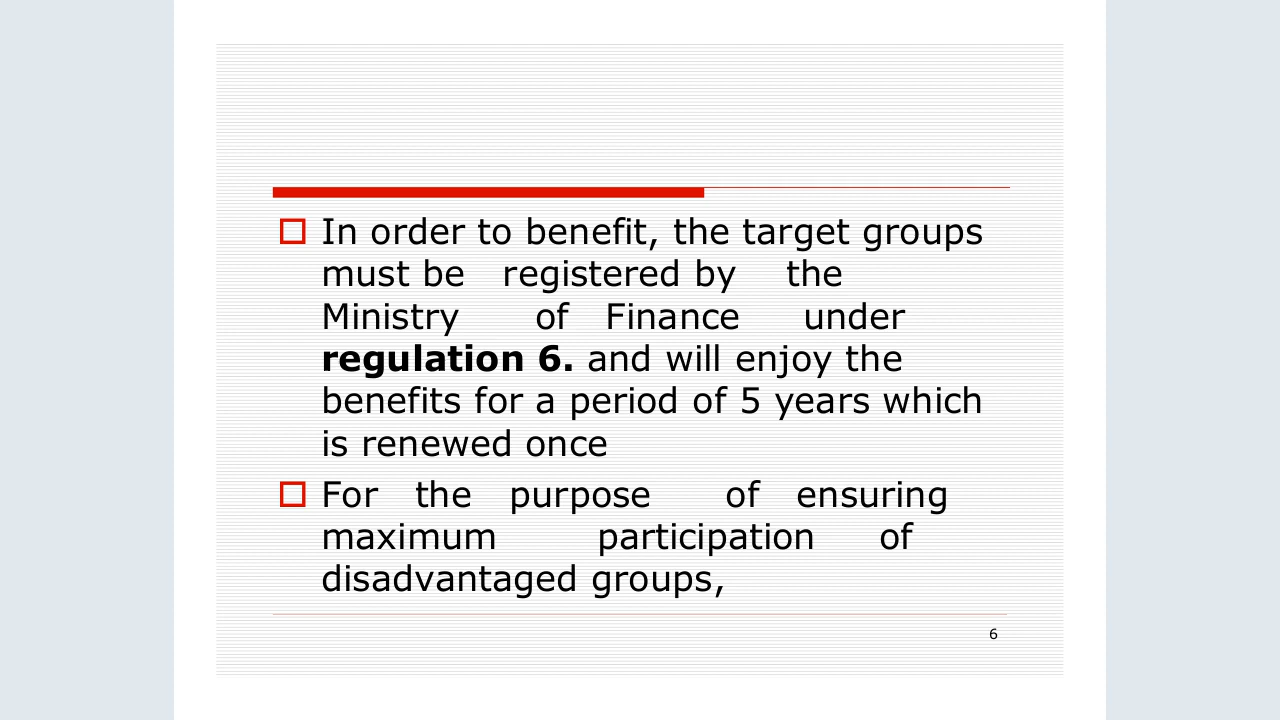 In order to benefit, the target groups
must be registered by the
Ministry of Finance under
regulation 6. and will enjoy the
benefits for a period of 5 years which
is renewed once
For the purpose of ensuring
maximum participation of
disadvantaged groups,
6